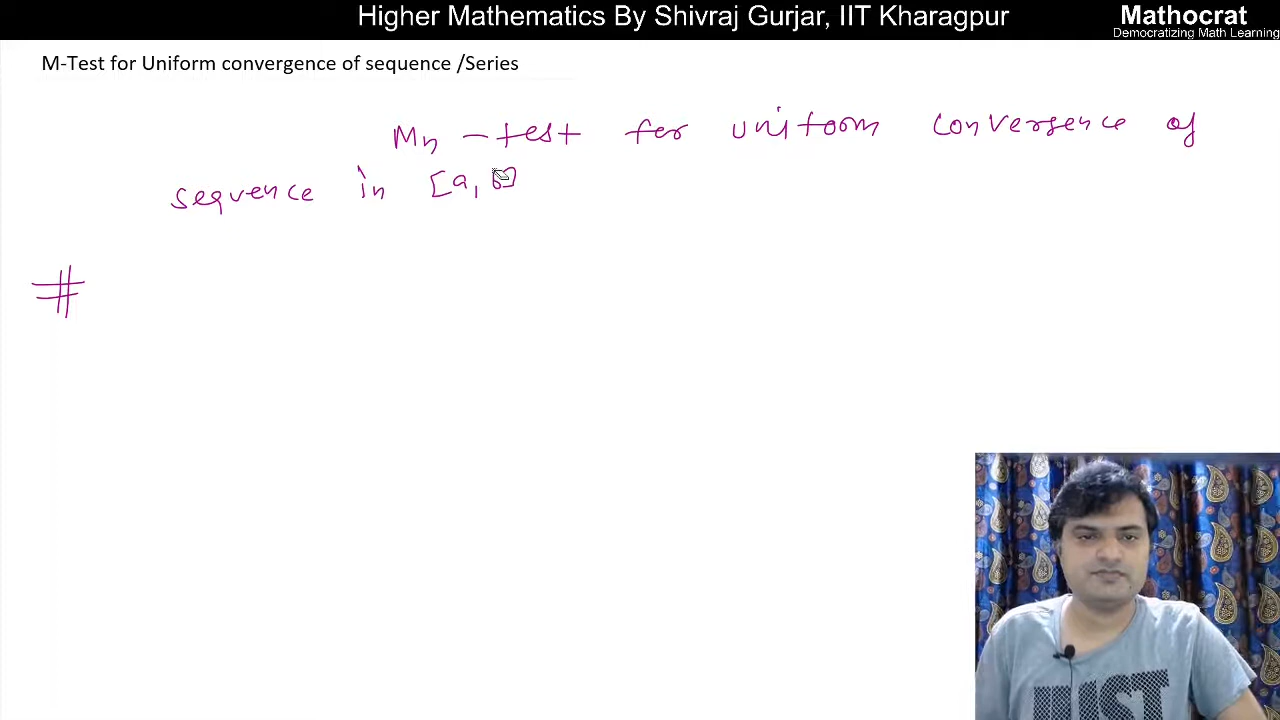 Higher Mathematics By Shivraj Gurjar, IIT Kharagpur
Mathocrat
Democratizing Math Learning
M-Test for Uniform convergence of sequence /Series
Mn - test for uniform convergence of
sequence in [a, b]
#
JUST